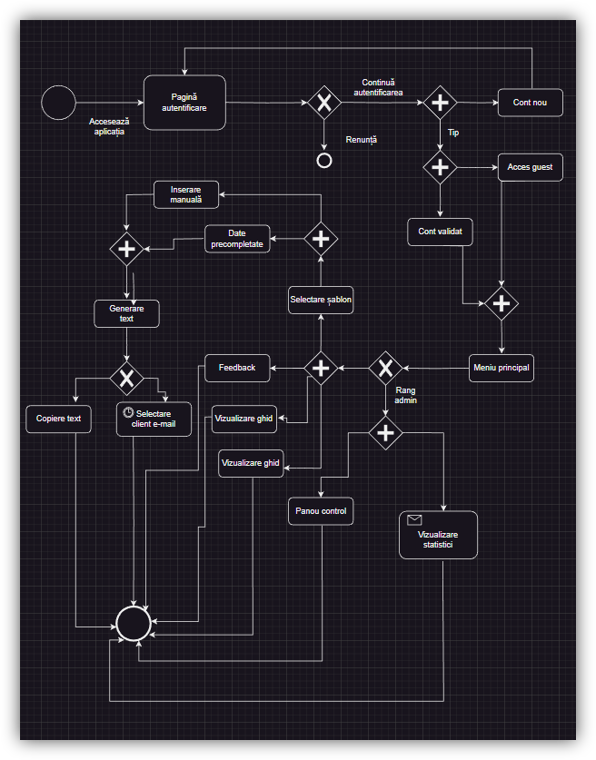 Pagină
autentificare
Accesează
aplicația
Continuă
autentificarea
Renunță
Cont nou
Tip
Acces guest
Cont validat
Inserare
manuală
Date
precompletate
Selectare șablon
Generare
text
Meniu principal
Feedback
Rang
admin
Copiere text
Selectare
client e-mail
Vizualizare ghid
Vizualizare ghid
Panou control
Vizualizare
statistici